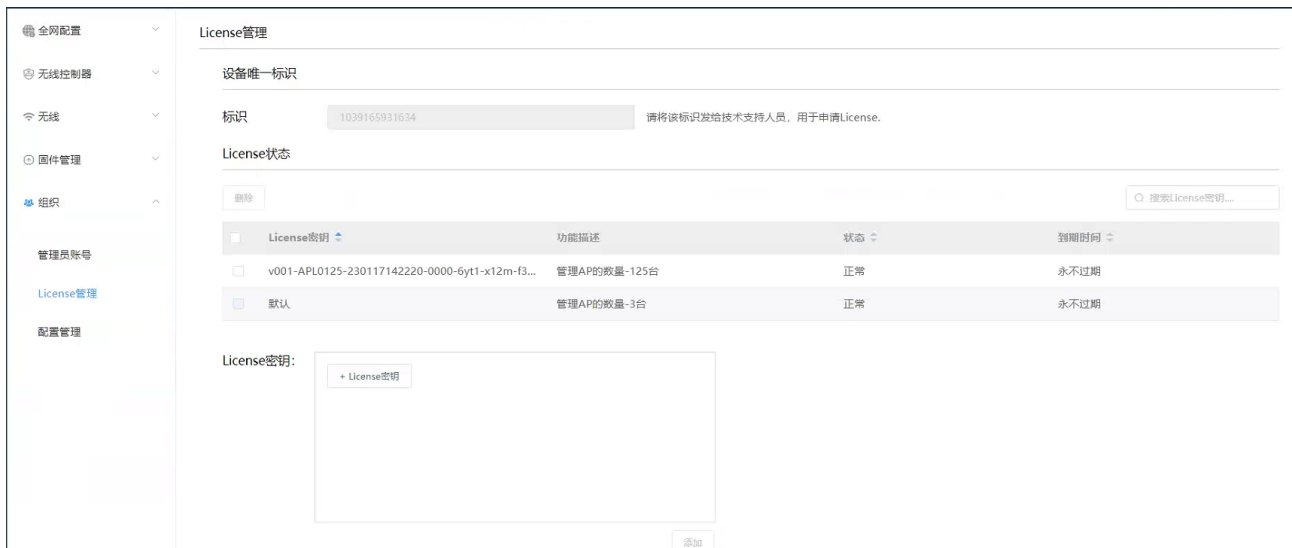 全网配置
License管理
无线控制器
设备唯一标识
无线
标识
1039165931634
请将该标识发给技术支持人员，用于申请License.
固件管理
License状态
组织
删除
搜索License密钥...
License密钥 功能描述 状态 到期时间
管理员账号
v001-APL0125-230117142220-0000-6yt1-x12m-f3... 管理AP的数量-125台 正常 永不过期
License管理
默认 管理AP的数量-3台 正常 永不过期
配置管理
License密钥:
+ License密钥
添加